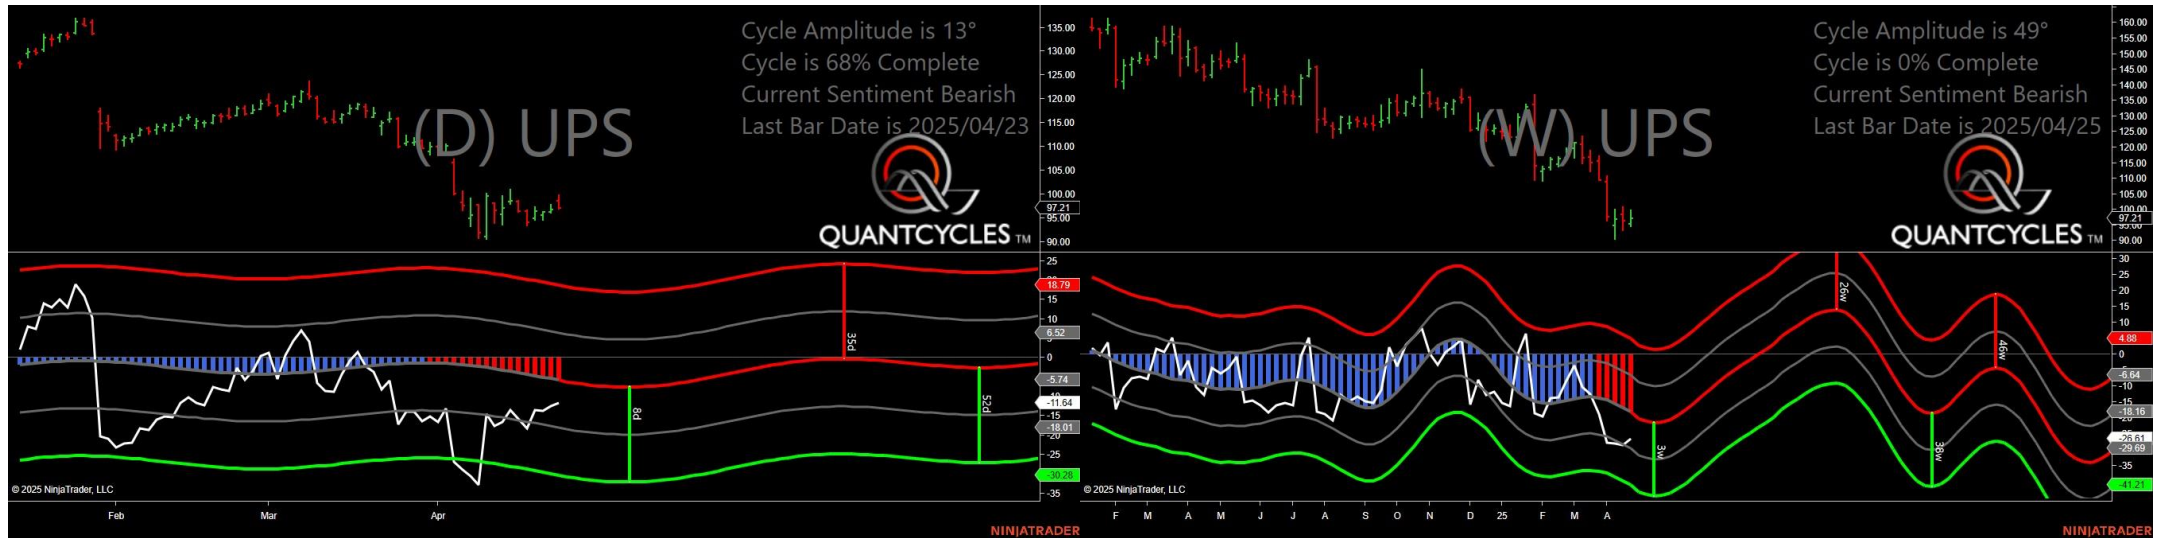 Cycle Amplitude is 13°
Cycle is 68% Complete
Current Sentiment Bearish
Last Bar Date is 2025/04/23
(D) UPS
QUANTCYCLES TM
135.00
130.00
125.00
120.00
115.00
110.00
105.00
100.00
97.21
95.00
90.00
25
18.79
15
10
6.52
0
-5.74
-11.64
-15
-18.01
-20
-25
-30.28
-35
8d
35d
52d
© 2025 NinjaTrader, LLC
Feb
Mar
Apr
NINJATRADER
Cycle Amplitude is 49°
Cycle is 0% Complete
Current Sentiment Bearish
Last Bar Date is 2025/04/25
(W) UPS
QUANTCYCLES TM
160.00
155.00
150.00
145.00
140.00
135.00
130.00
125.00
120.00
115.00
110.00
105.00
100.00
97.21
90.00
30
25
20
15
10
4.88
0
-6.64
-10
-15
-18.16
-26.61
-29.69
-35
-41.21
3w
26w
38w
46w
© 2025 NinjaTrader, LLC
F M A M J J A S O N D 25 F M A
NINJATRADER